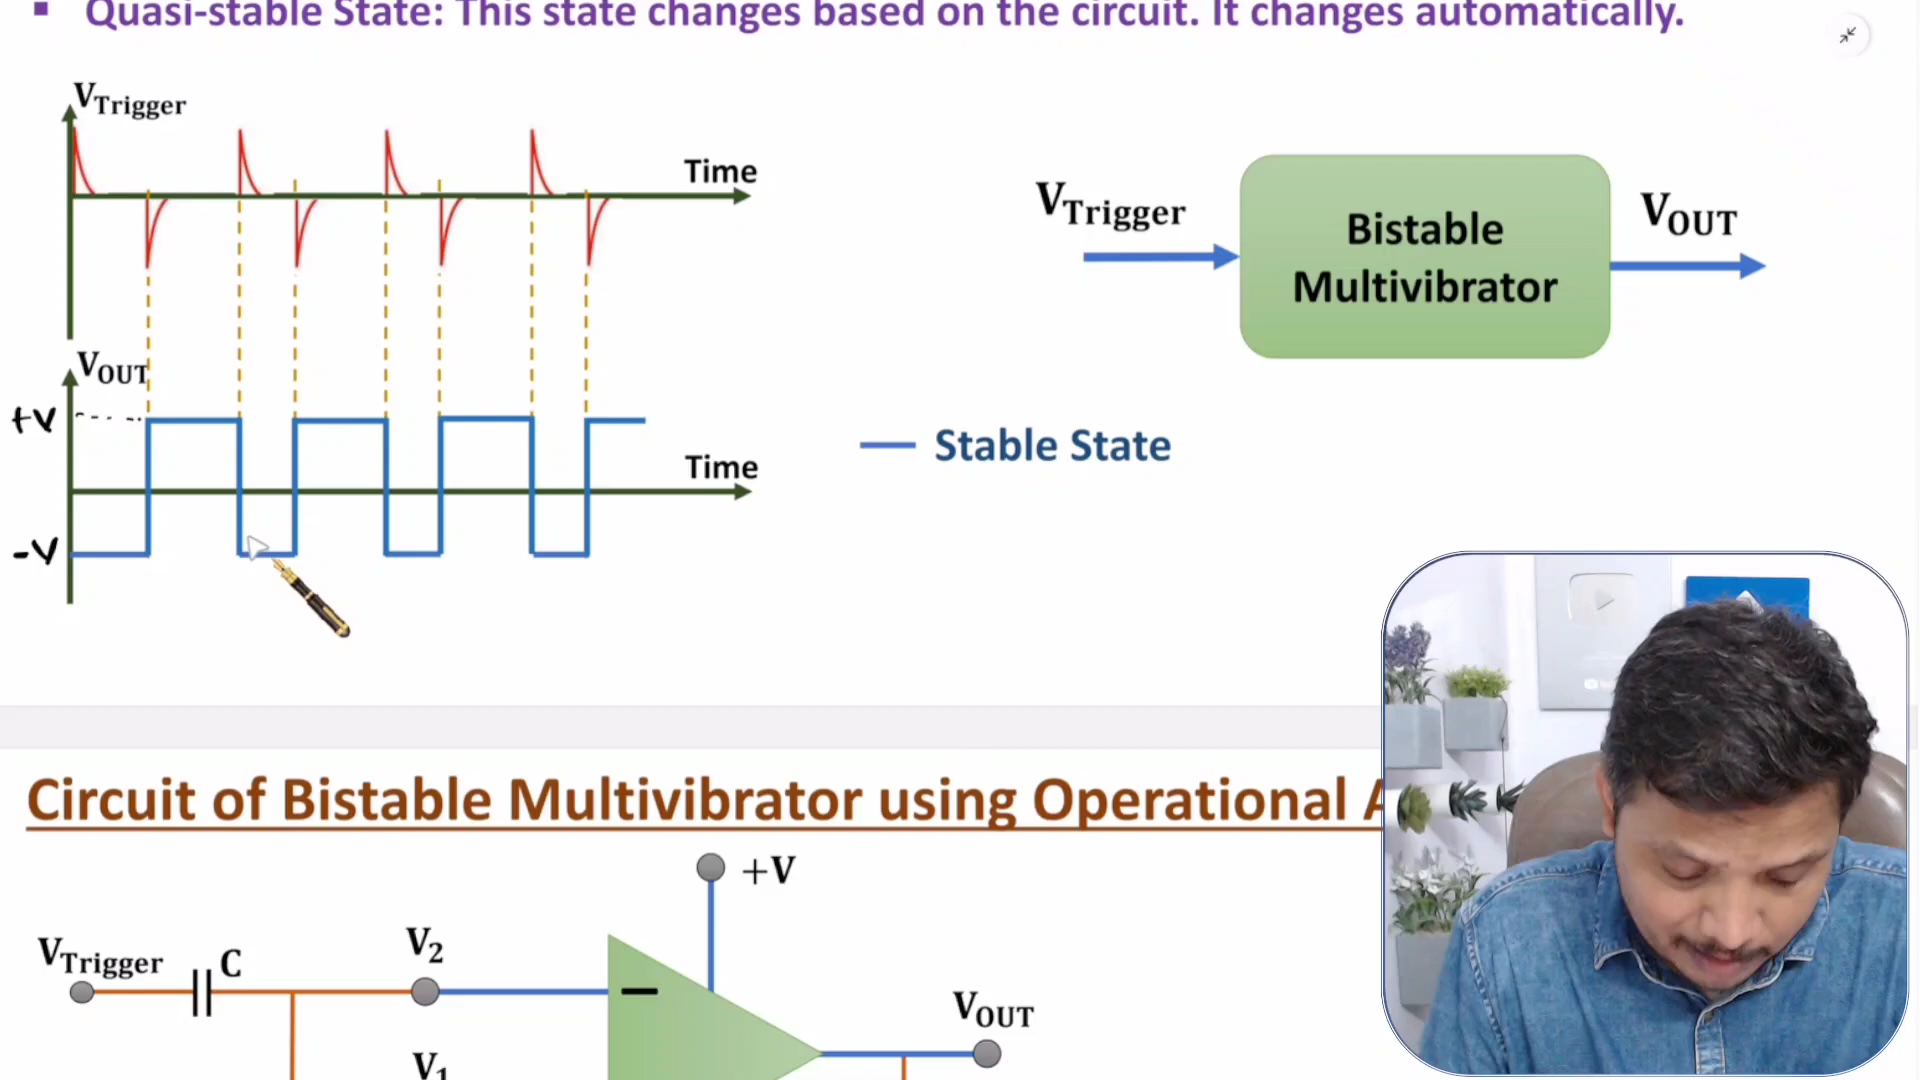 ▪ Quasi-stable State: This state changes based on the circuit. It changes automatically.
VTrigger
Time
VOUT
+V
Time
-V
VTrigger
Bistable
Multivibrator
VOUT
Stable State
Circuit of Bistable Multivibrator using Operational A
+V
VTrigger
C
V2
−
VOUT
V1